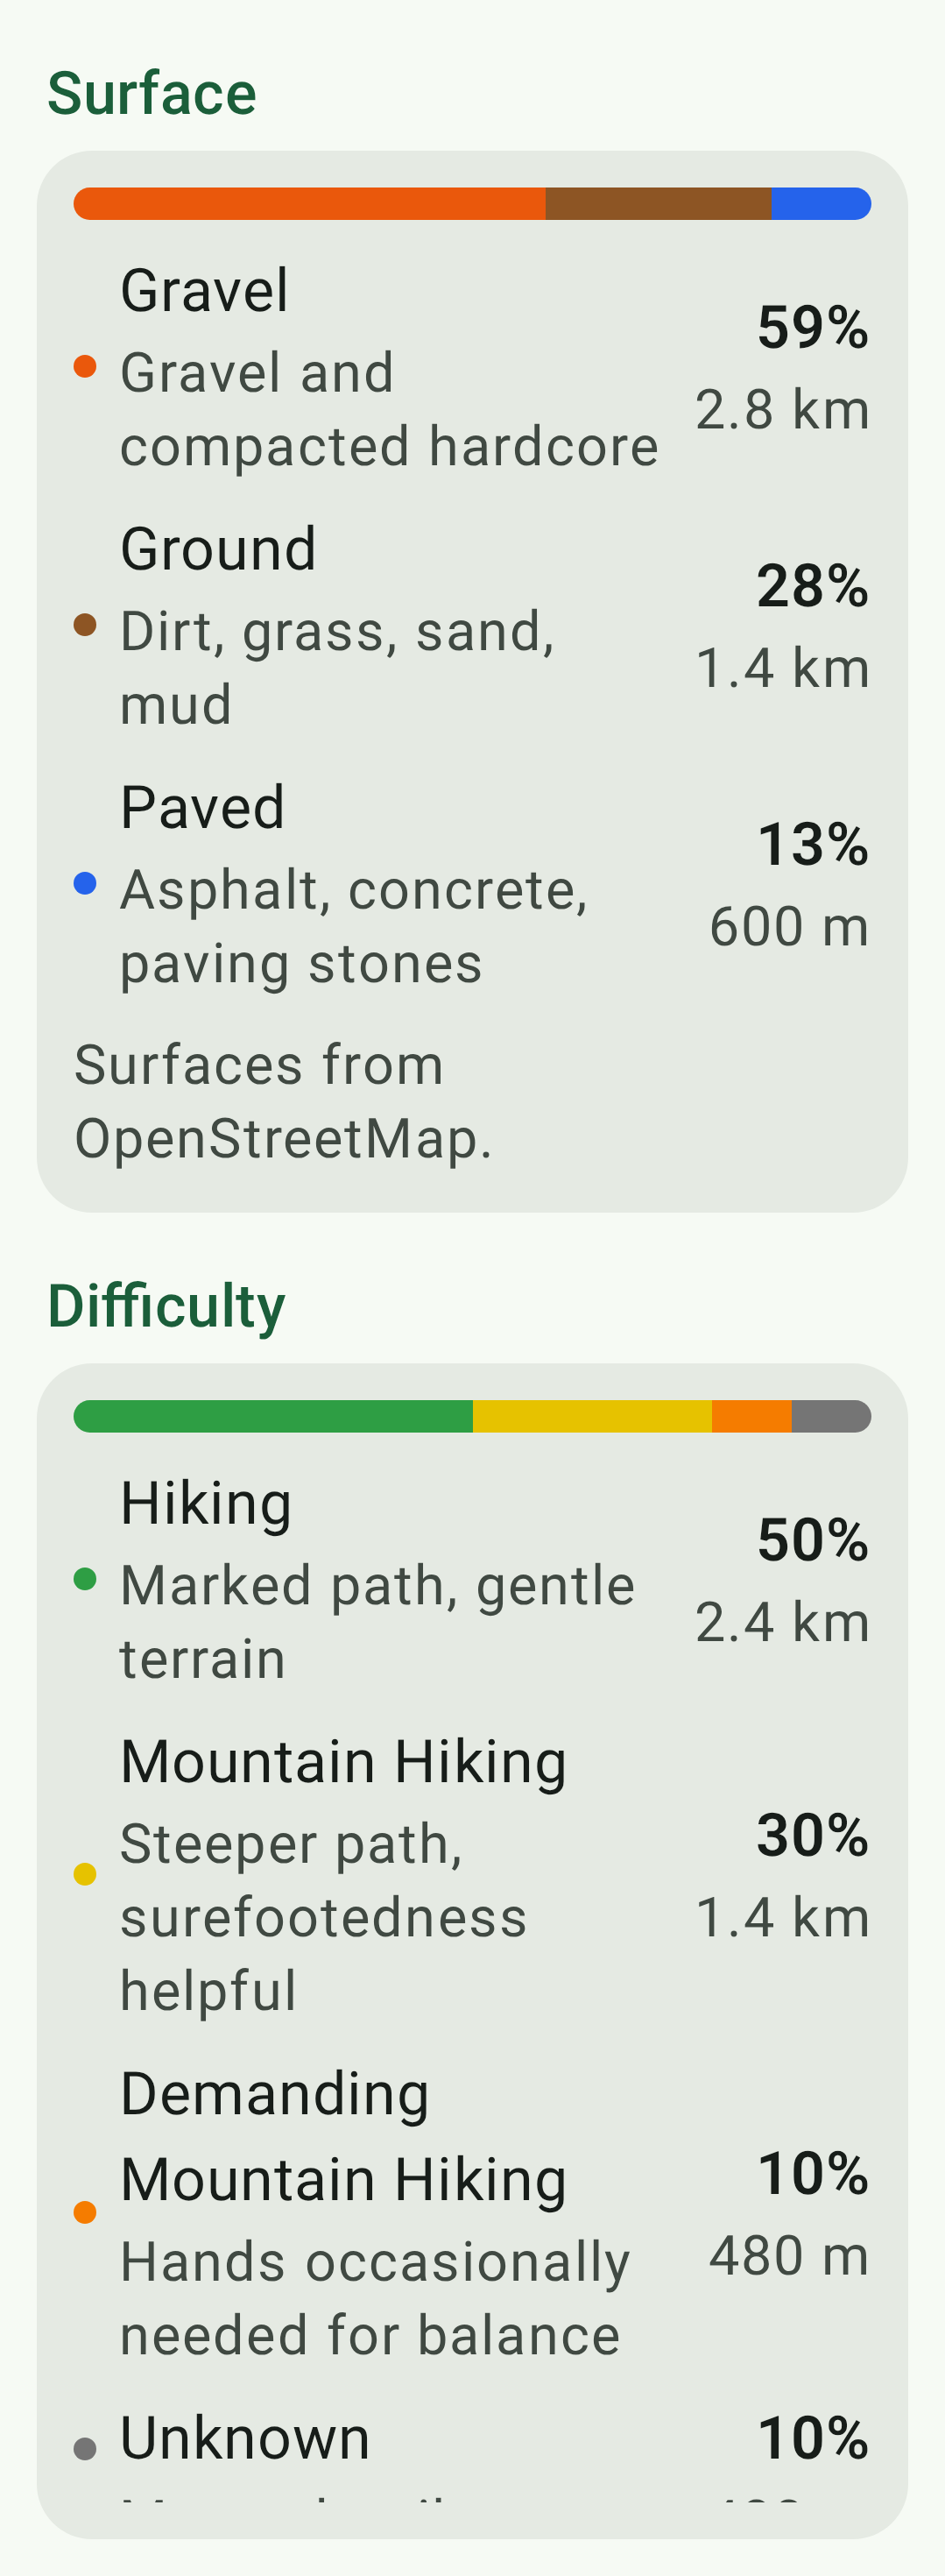 Surface
Gravel
59%
Gravel and
compacted hardcore
2.8 km
Ground
28%
Dirt, grass, sand,
mud
1.4 km
Paved
13%
Asphalt, concrete,
paving stones
600 m
Surfaces from
OpenStreetMap.
Difficulty
Hiking
50%
Marked path, gentle
terrain
2.4 km
Mountain Hiking
30%
Steeper path,
surefootedness
helpful
1.4 km
Demanding
Mountain Hiking
10%
Hands occasionally
needed for balance
480 m
Unknown
10%